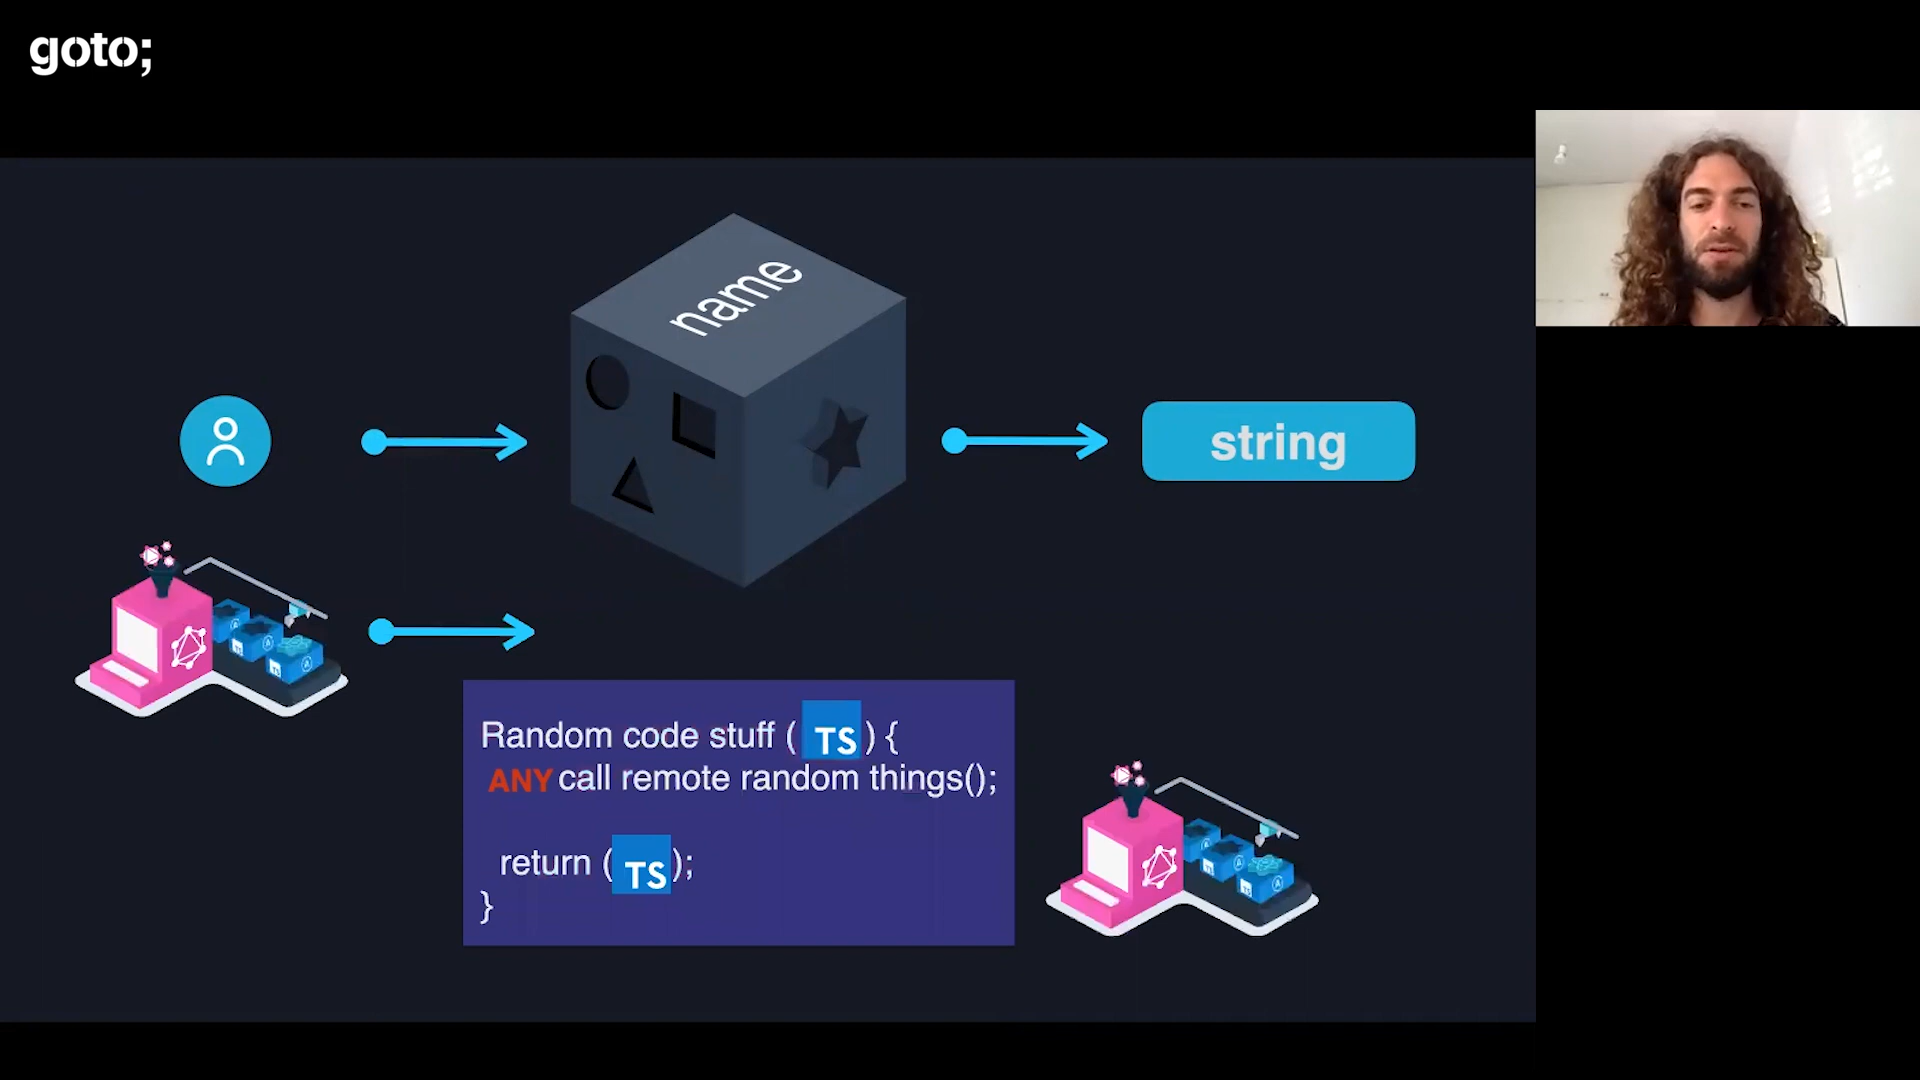 goto;
name
string
Random code stuff ( TS ) {
ANY call remote random things();
return ( TS );
}